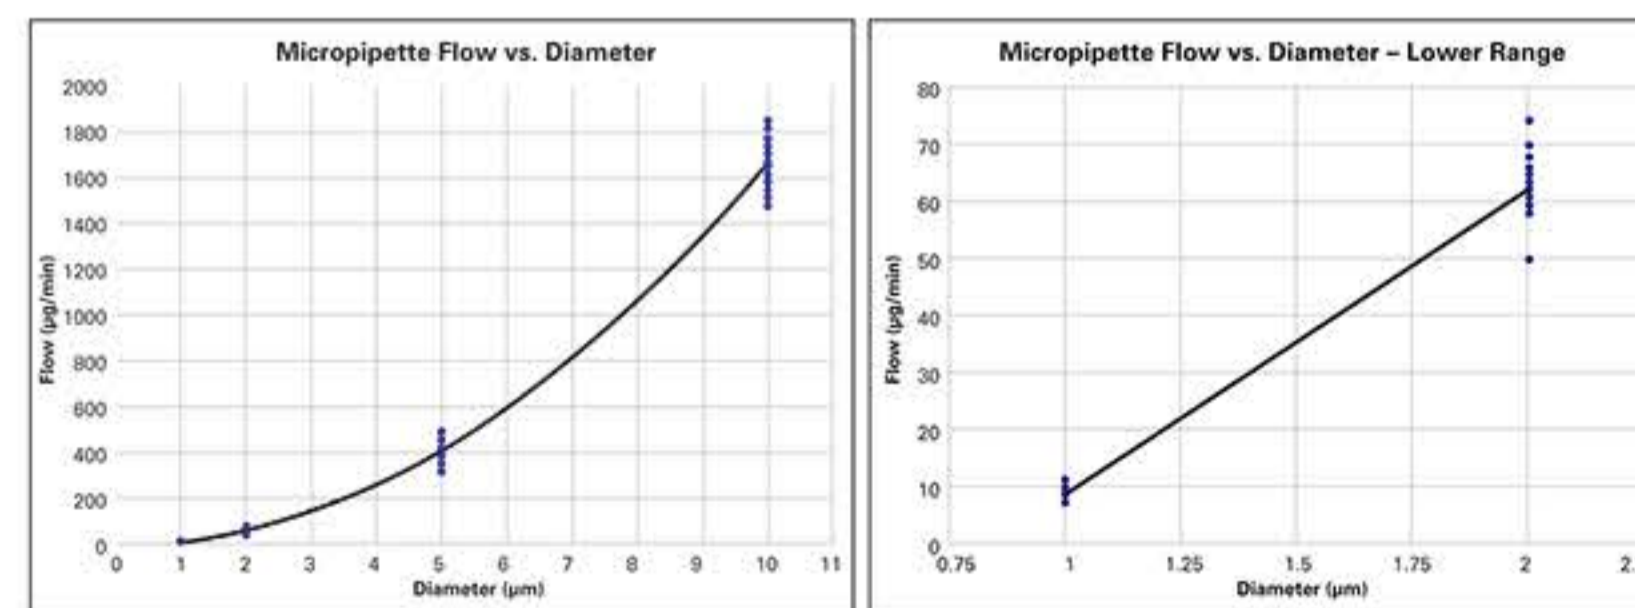 Micropipette Flow vs. Diameter
2000
1800
1600
1400
1200
1000
800
600
400
200
0
Flow (µg/min)
0 1 2 3 4 5 6 7 8 9 10 11
Diameter (µm)
Micropipette Flow vs. Diameter – Lower Range
80
70
60
50
40
30
20
10
0
Flow (µg/min)
0.75 1 1.25 1.5 1.75 2 2.
Diameter (µm)